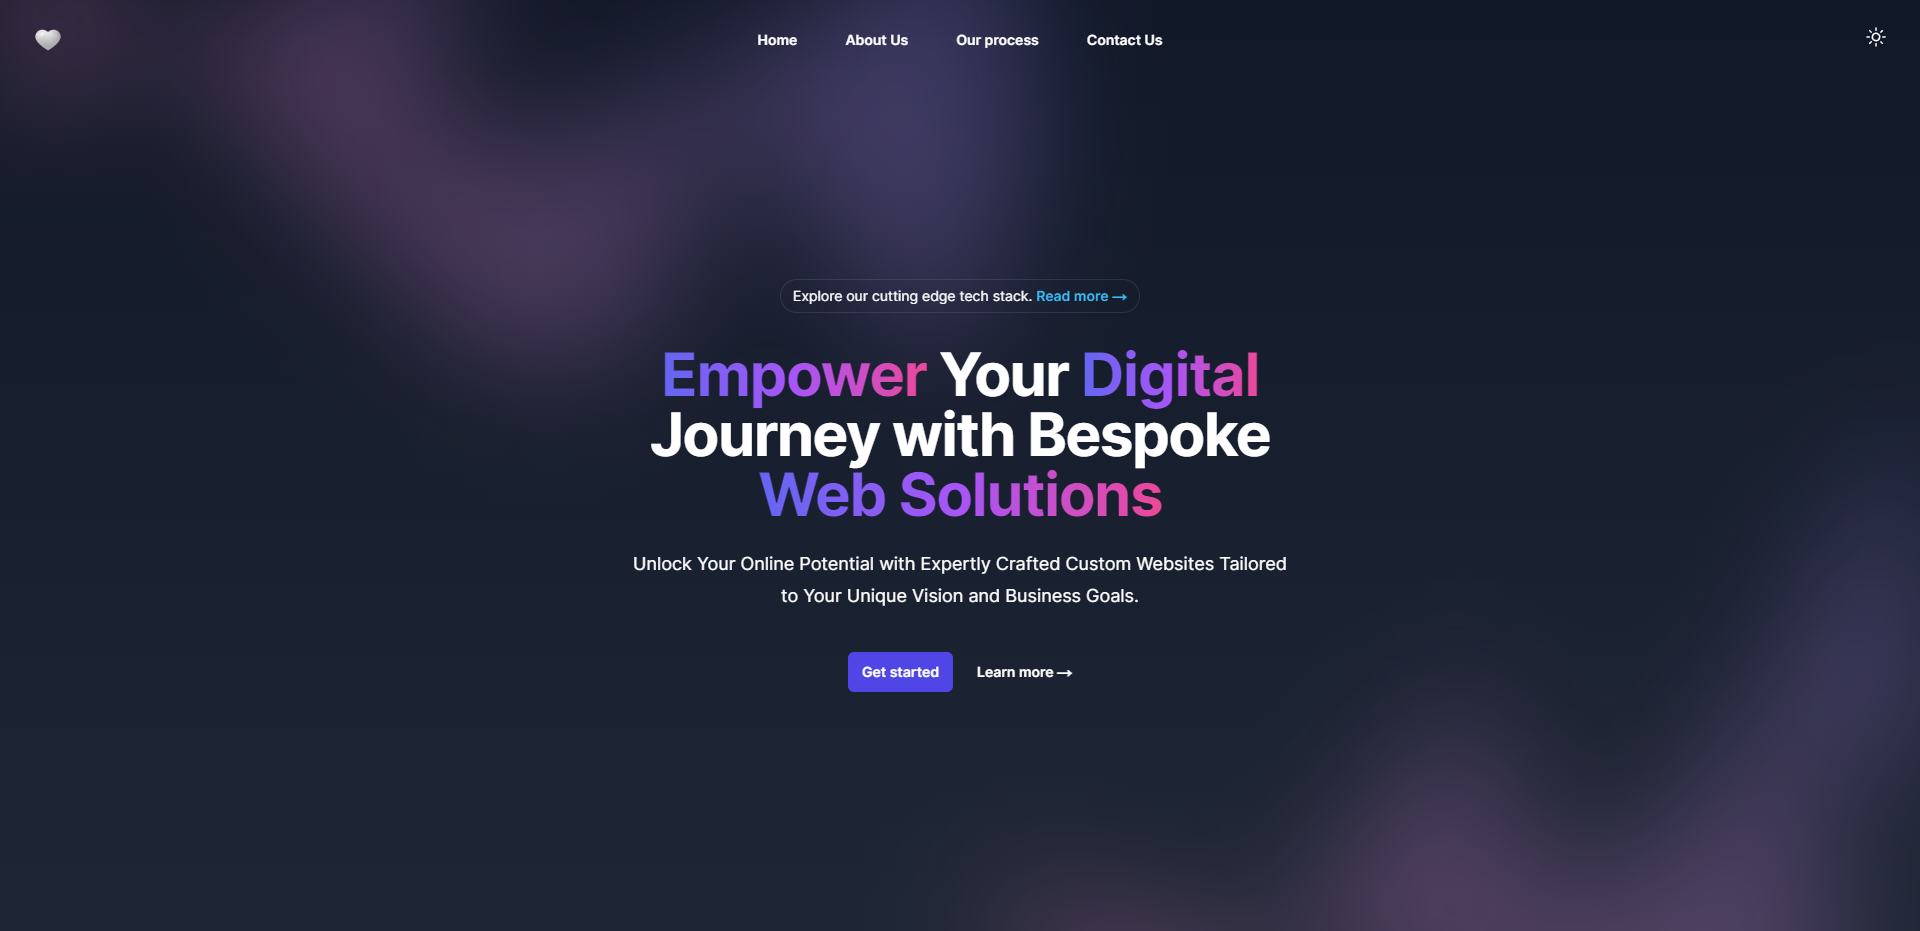 Home
About Us
Our process
Contact Us
Explore our cutting edge tech stack. Read more →
Empower Your Digital
Journey with Bespoke
Web Solutions
Unlock Your Online Potential with Expertly Crafted Custom Websites Tailored
to Your Unique Vision and Business Goals.
Get started
Learn more →